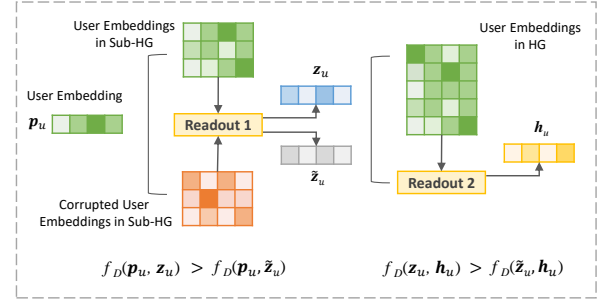 User Embeddings
in Sub-HG
User Embeddings
in HG
z_u
User Embedding
p_u
Readout 1
h_u
z̃_u
Readout 2
Corrupted User
Embeddings in Sub-HG
f_D(p_u, z_u) > f_D(p_u, z̃_u)
f_D(z_u, h_u) > f_D(z̃_u, h_u)